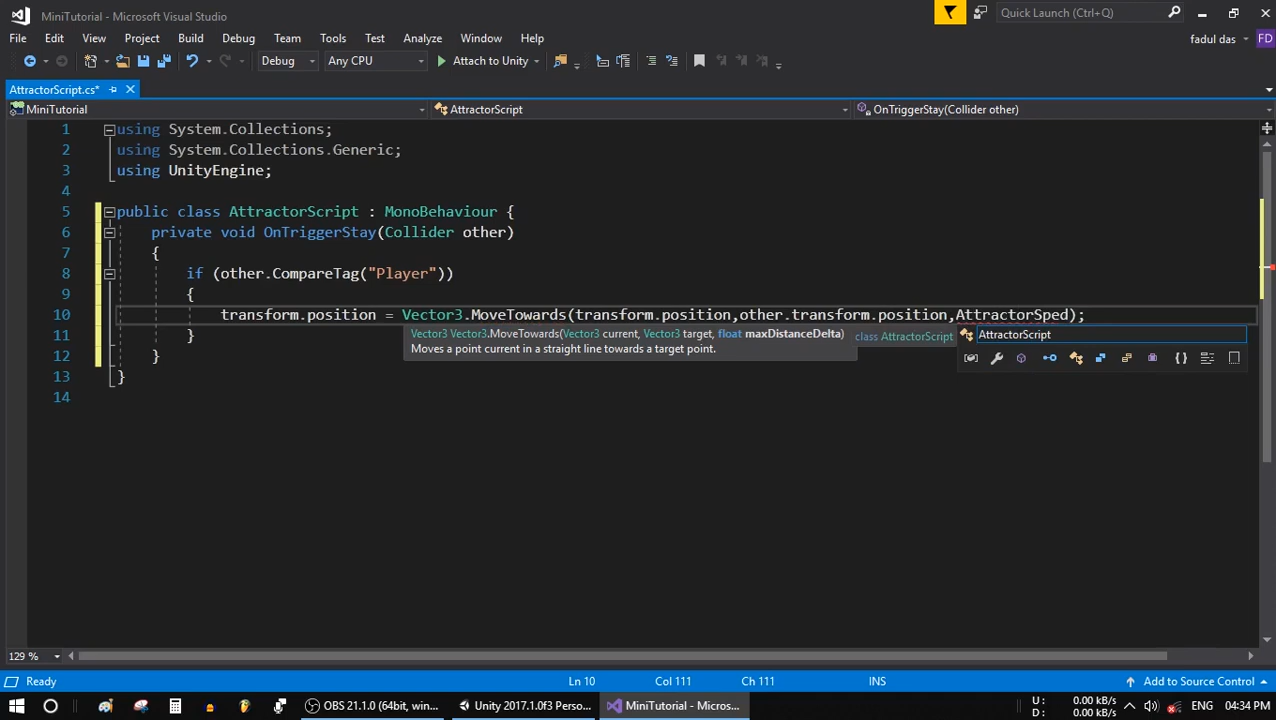 MiniTutorial - Microsoft Visual Studio
Quick Launch (Ctrl+Q)
File Edit View Project Build Debug Team Tools Test Analyze Window Help
fadul das FD
Debug Any CPU Attach to Unity
AttractorScript.cs*
MiniTutorial AttractorScript OnTriggerStay(Collider other)
1 using System.Collections;
2 using System.Collections.Generic;
3 using UnityEngine;
4
5 public class AttractorScript : MonoBehaviour {
6 private void OnTriggerStay(Collider other)
7 {
8 if (other.CompareTag("Player"))
9 {
10 transform.position = Vector3.MoveTowards(transform.position,other.transform.position,AttractorSped);
11 }
12 }
13 }
14
Vector3 Vector3.MoveTowards(Vector3 current, Vector3 target, float maxDistanceDelta)
Moves a point current in a straight line towards a target point.
class AttractorScript
AttractorScript
129 %
Ready Ln 10 Col 111 Ch 111 INS Add to Source Control
OBS 21.1.0 (64bit, win... Unity 2017.1.0f3 Perso... MiniTutorial - Micros...
U: 0.00 kB/s
D: 0.00 kB/s
ENG 04:34 PM